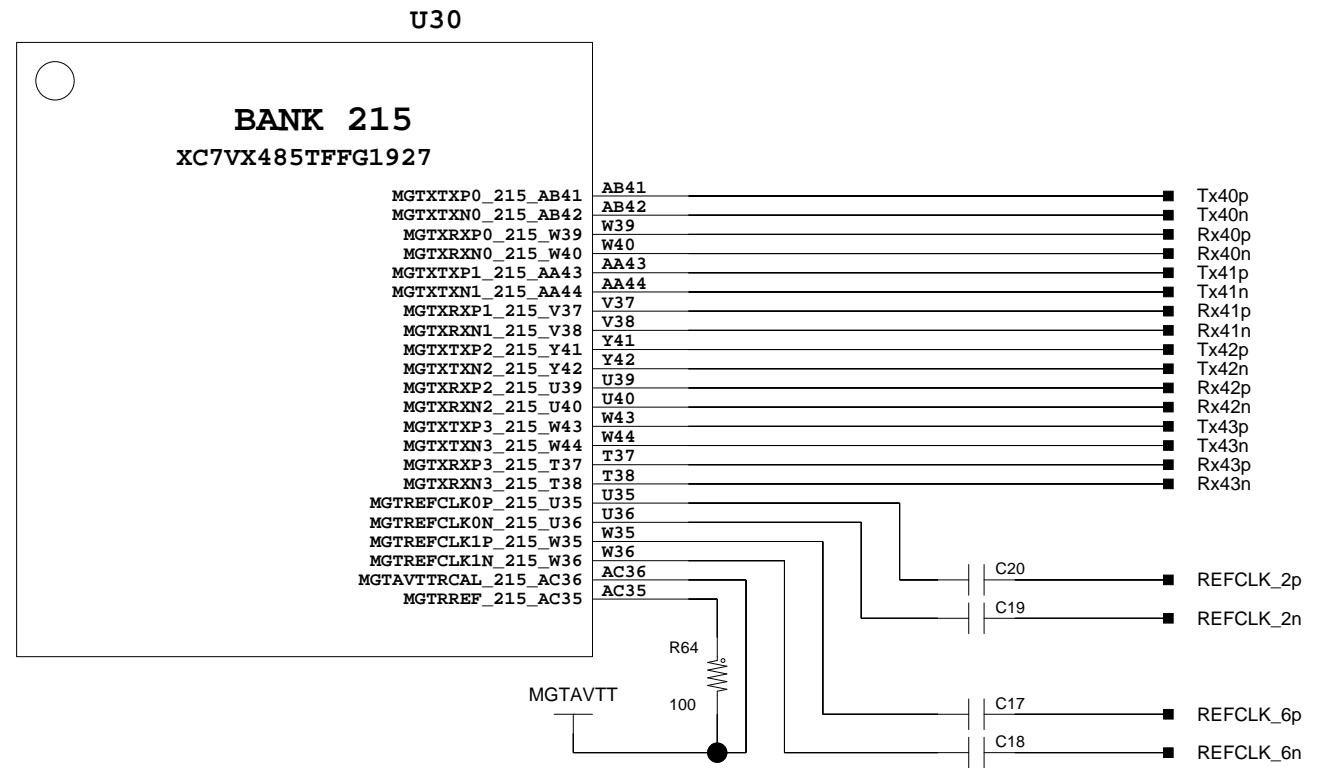 U30
BANK 215
XC7VX485TFFG1927
MGTXTXP0_215_AB41 AB41 Tx40p
MGTXTXN0_215_AB42 AB42 Tx40n
MGTXRXP0_215_W39 W39 Rx40p
MGTXRXN0_215_W40 W40 Rx40n
MGTXTXP1_215_AA43 AA43 Tx41p
MGTXTXN1_215_AA44 AA44 Tx41n
MGTXRXP1_215_V37 V37 Rx41p
MGTXRXN1_215_V38 V38 Rx41n
MGTXTXP2_215_Y41 Y41 Tx42p
MGTXTXN2_215_Y42 Y42 Tx42n
MGTXRXP2_215_U39 U39 Rx42p
MGTXRXN2_215_U40 U40 Rx42n
MGTXTXP3_215_W43 W43 Tx43p
MGTXTXN3_215_W44 W44 Tx43n
MGTXRXP3_215_T37 T37 Rx43p
MGTXRXN3_215_T38 T38 Rx43n
MGTREFCLK0P_215_U35 U35
MGTREFCLK0N_215_U36 U36
MGTREFCLK1P_215_W35 W35
MGTREFCLK1N_215_W36 W36
MGTAVTTRCAL_215_AC36 AC36
MGTRREF_215_AC35 AC35
C20 REFCLK_2p
C19 REFCLK_2n
R64
100
MGTAVTT
C17 REFCLK_6p
C18 REFCLK_6n